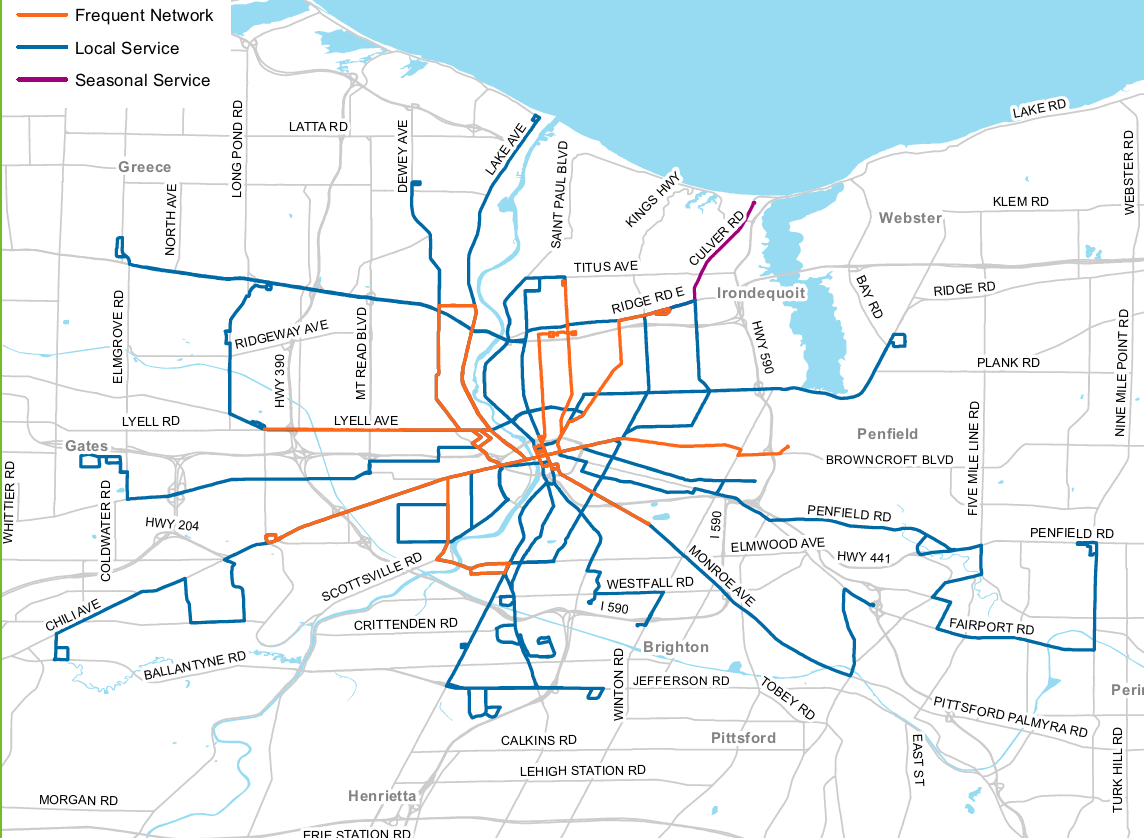 Frequent Network
Local Service
Seasonal Service
LAKE RD
LATTA RD
LONG POND RD
DEWEY AVE
LAKE AVE
SAINT PAUL BLVD
WEBSTER RD
Greece
NORTH AVE
KINGS HWY
KLEM RD
CULVER RD
Webster
TITUS AVE
RIDGE RD E
Irondequoit
BAY RD
RIDGE RD
ELMGROVE RD
RIDGEWAY AVE
HWY 390
MT READ BLVD
HWY 590
PLANK RD
NINE MILE POINT RD
LYELL RD
LYELL AVE
Gates
Penfield
BROWNCROFT BLVD
FIVE MILE LINE RD
WHITTIER RD
COLDWATER RD
HWY 204
I 590
PENFIELD RD
PENFIELD RD
ELMWOOD AVE
HWY 441
SCOTTSVILLE RD
MONROE AVE
WESTFALL RD
I 590
CHILI AVE
CRITTENDEN RD
FAIRPORT RD
BALLANTYNE RD
Brighton
WINTON RD
JEFFERSON RD
TOBEY RD
Perin
PITTSFORD PALMYRA RD
CALKINS RD
Pittsford
EAST ST
TURK HILL RD
LEHIGH STATION RD
Henrietta
MORGAN RD
ERIE STATION RD